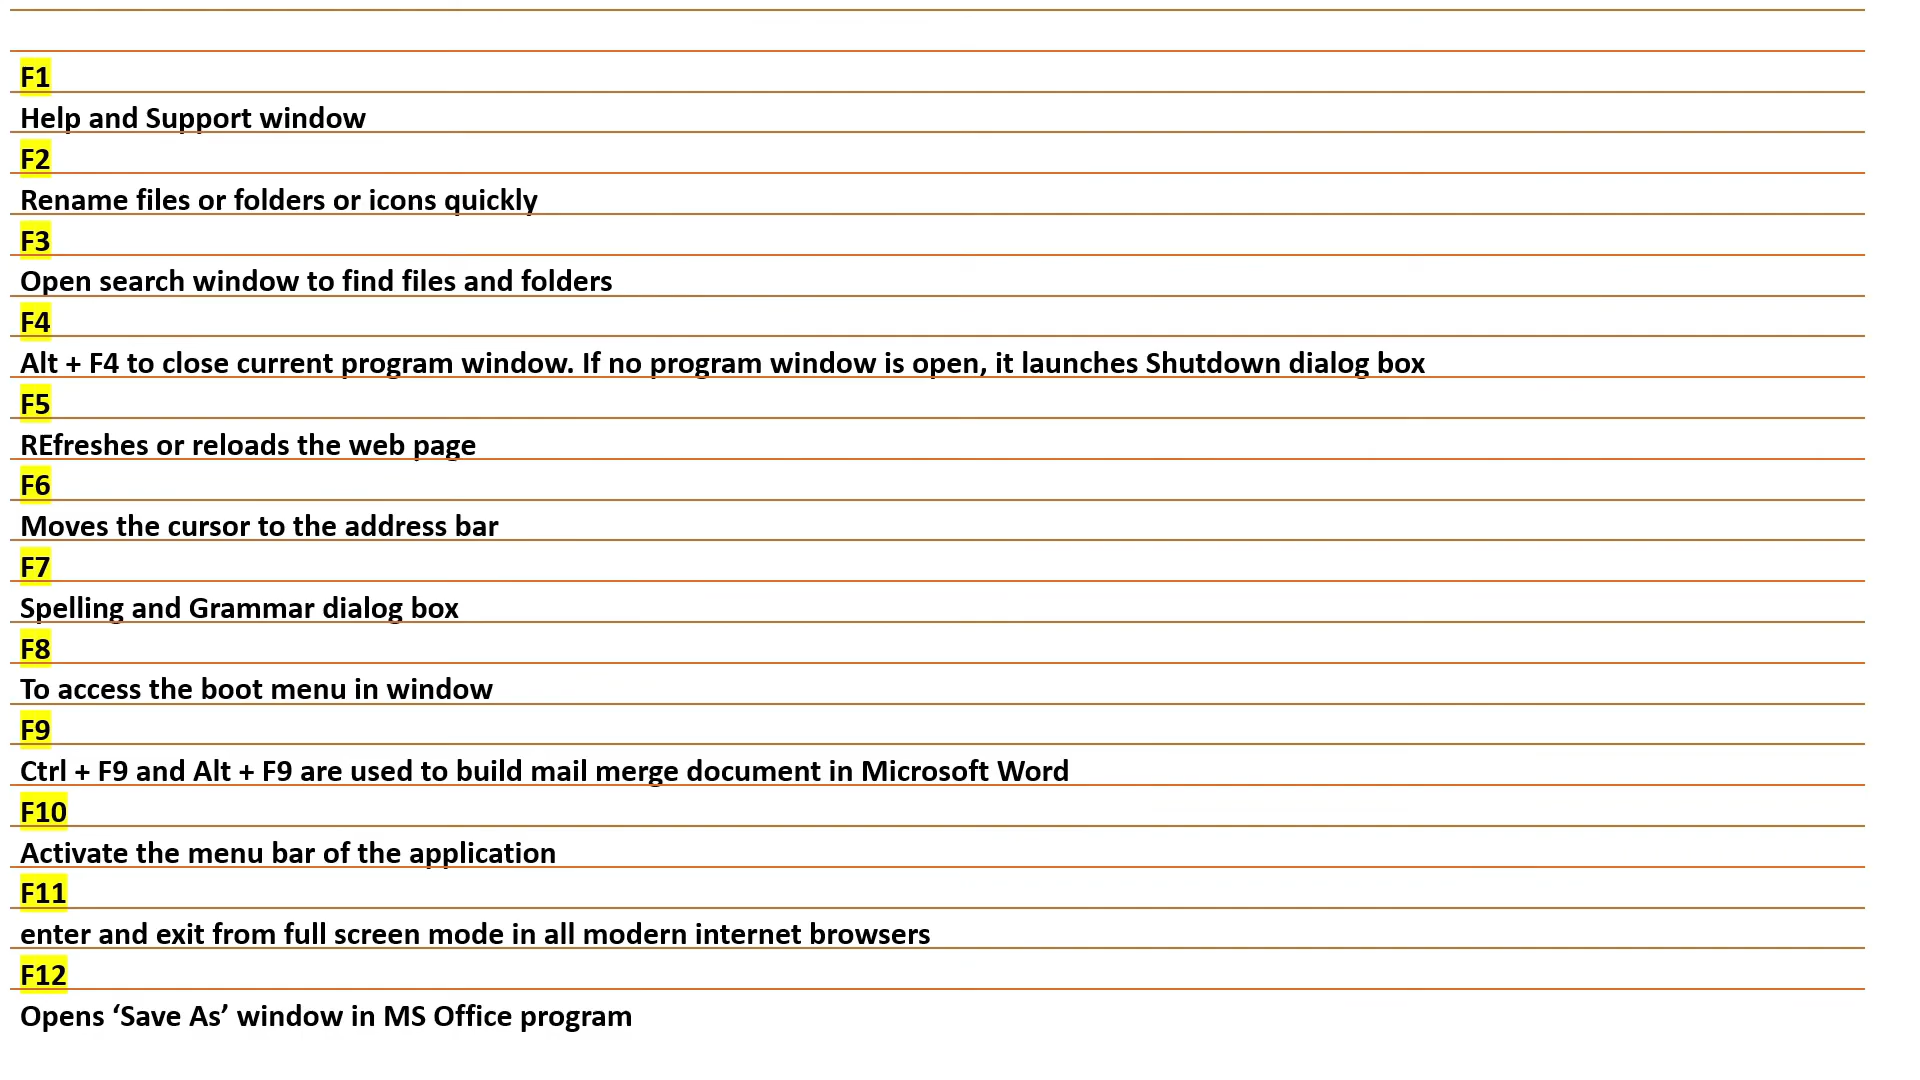 F1
Help and Support window
F2
Rename files or folders or icons quickly
F3
Open search window to find files and folders
F4
Alt + F4 to close current program window. If no program window is open, it launches Shutdown dialog box
F5
REfreshes or reloads the web page
F6
Moves the cursor to the address bar
F7
Spelling and Grammar dialog box
F8
To access the boot menu in window
F9
Ctrl + F9 and Alt + F9 are used to build mail merge document in Microsoft Word
F10
Activate the menu bar of the application
F11
enter and exit from full screen mode in all modern internet browsers
F12
Opens ‘Save As’ window in MS Office program